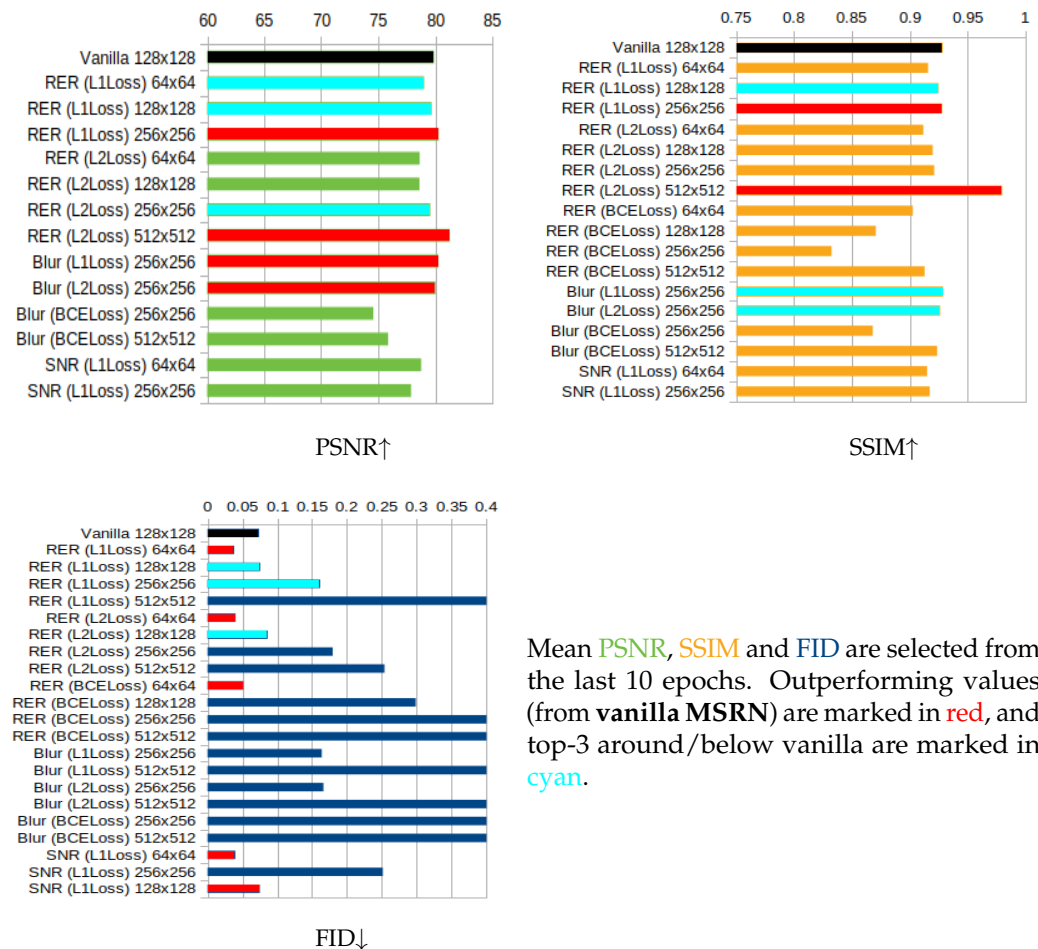 60 65 70 75 80 85
Vanilla 128x128
RER (L1Loss) 64x64
RER (L1Loss) 128x128
RER (L1Loss) 256x256
RER (L2Loss) 64x64
RER (L2Loss) 128x128
RER (L2Loss) 256x256
RER (L2Loss) 512x512
Blur (L1Loss) 256x256
Blur (L2Loss) 256x256
Blur (BCELoss) 256x256
Blur (BCELoss) 512x512
SNR (L1Loss) 64x64
SNR (L1Loss) 256x256
PSNR↑
0.75 0.8 0.85 0.9 0.95 1
Vanilla 128x128
RER (L1Loss) 64x64
RER (L1Loss) 128x128
RER (L1Loss) 256x256
RER (L2Loss) 64x64
RER (L2Loss) 128x128
RER (L2Loss) 256x256
RER (L2Loss) 512x512
RER (BCELoss) 64x64
RER (BCELoss) 128x128
RER (BCELoss) 256x256
RER (BCELoss) 512x512
Blur (L1Loss) 256x256
Blur (L2Loss) 256x256
Blur (BCELoss) 256x256
Blur (BCELoss) 512x512
SNR (L1Loss) 64x64
SNR (L1Loss) 256x256
SSIM↑
0 0.05 0.1 0.15 0.2 0.25 0.3 0.35 0.4
Vanilla 128x128
RER (L1Loss) 64x64
RER (L1Loss) 128x128
RER (L1Loss) 256x256
RER (L1Loss) 512x512
RER (L2Loss) 64x64
RER (L2Loss) 128x128
RER (L2Loss) 256x256
RER (L2Loss) 512x512
RER (BCELoss) 64x64
RER (BCELoss) 128x128
RER (BCELoss) 256x256
RER (BCELoss) 512x512
Blur (L1Loss) 256x256
Blur (L1Loss) 512x512
Blur (L2Loss) 256x256
Blur (L2Loss) 512x512
Blur (BCELoss) 256x256
Blur (BCELoss) 512x512
SNR (L1Loss) 64x64
SNR (L1Loss) 256x256
SNR (L1Loss) 128x128
FID↓
Mean PSNR, SSIM and FID are selected from
the last 10 epochs. Outperforming values
(from vanilla MSRN) are marked in red, and
top-3 around/below vanilla are marked in
cyan.